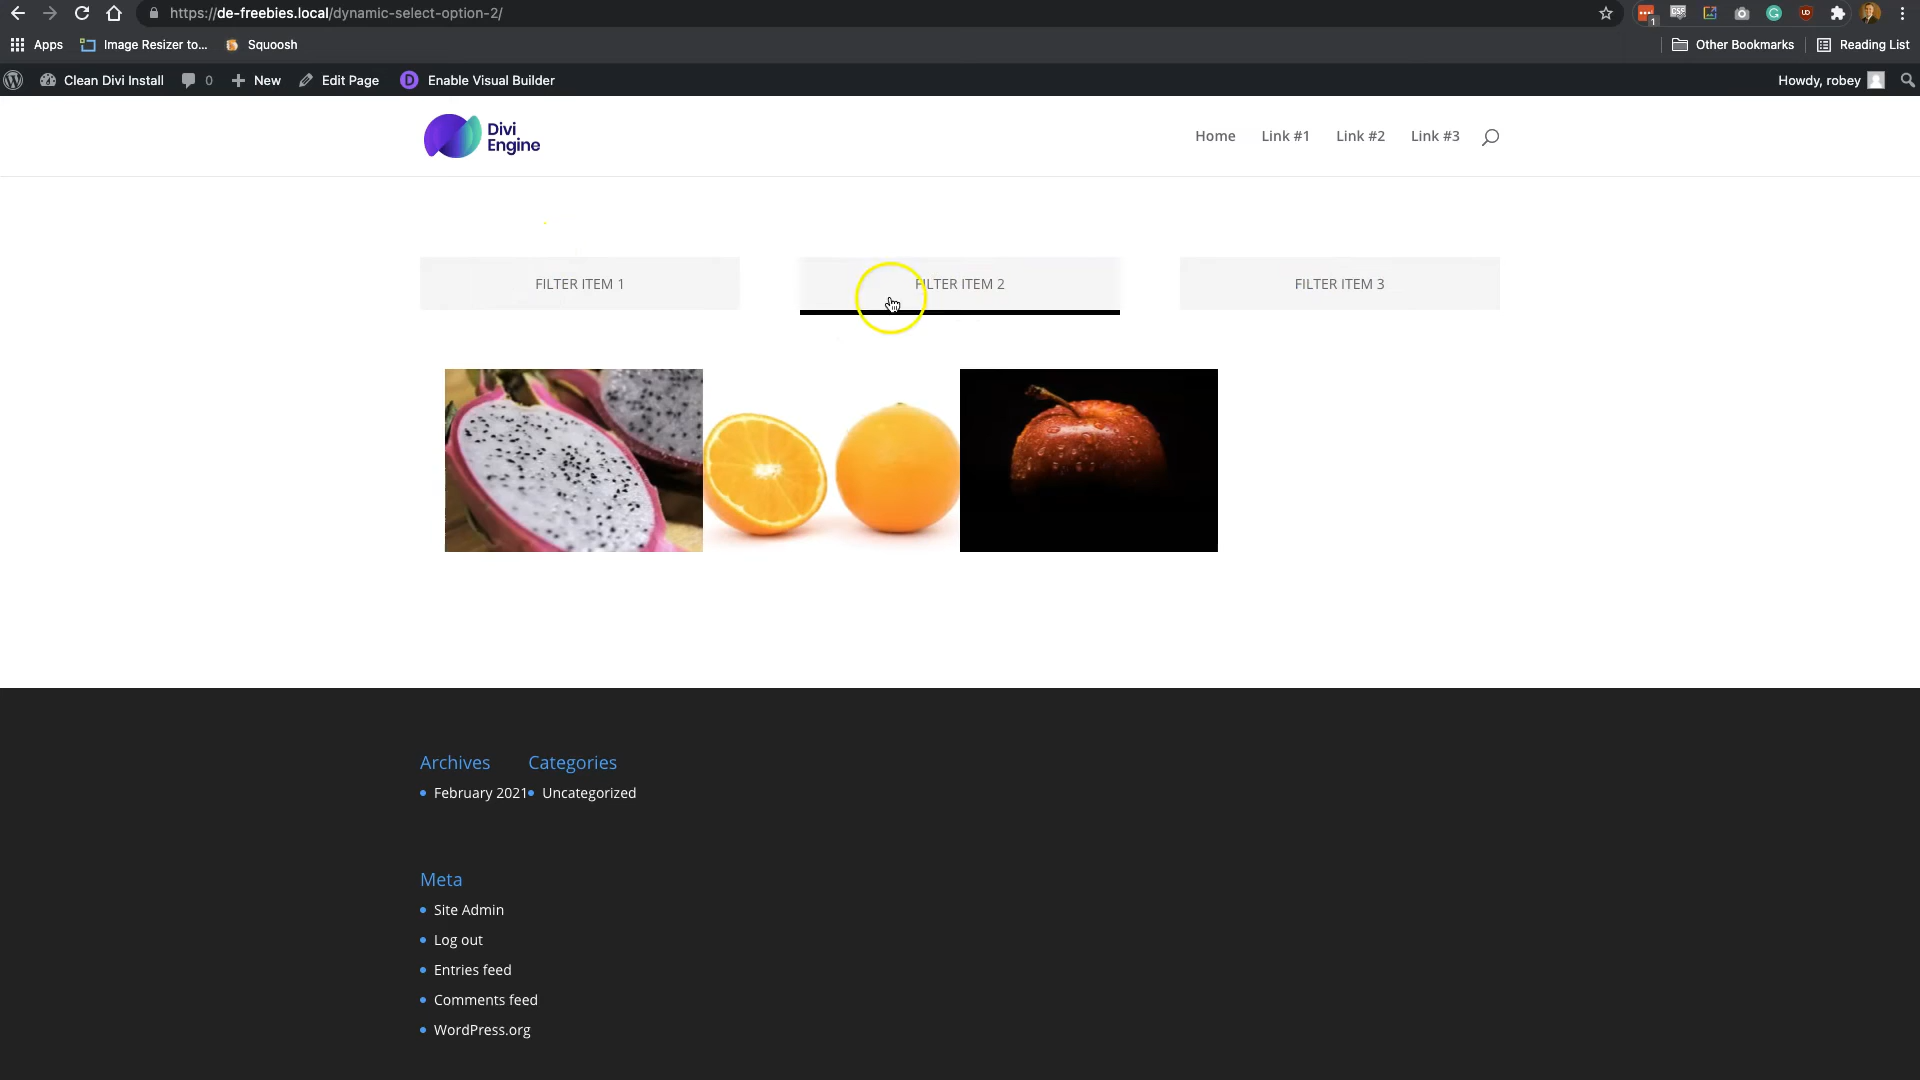 https://de-freebies.local/dynamic-select-option-2/
1
Apps
Image Resizer to...
Squoosh
Other Bookmarks
Reading List
Clean Divi Install
0
New
Edit Page
D
Enable Visual Builder
Howdy, robey
Divi
Engine
Home
Link #1
Link #2
Link #3
FILTER ITEM 1
FILTER ITEM 2
FILTER ITEM 3
Archives
February 2021
Categories
Uncategorized
Meta
Site Admin
Log out
Entries feed
Comments feed
WordPress.org